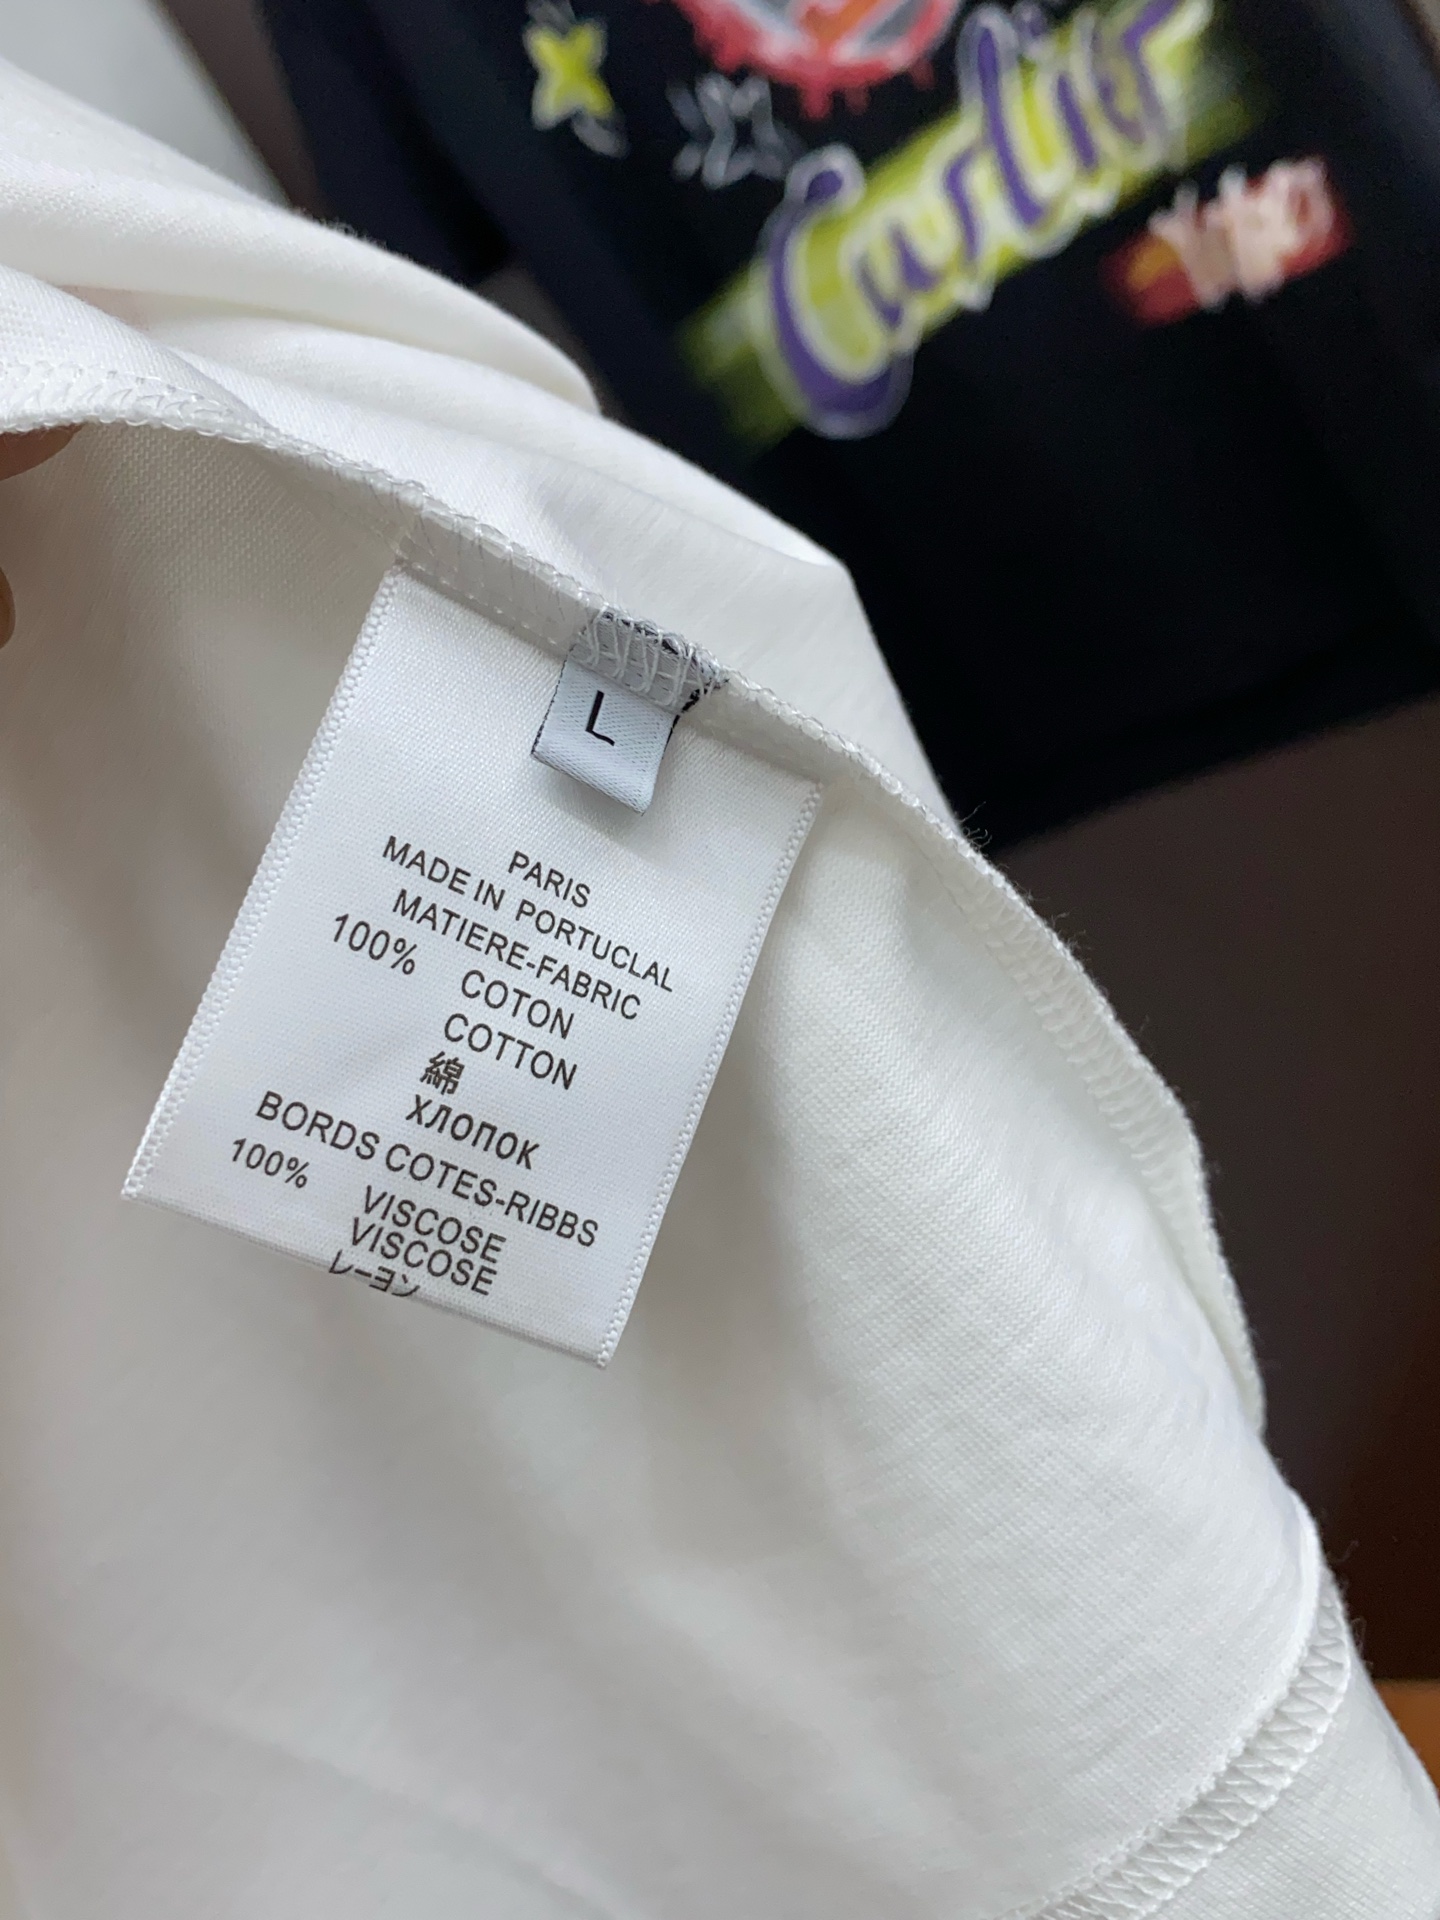 Curlier
L
PARIS
MADE IN PORTUCLAL
MATIERE-FABRIC
100% COTON
COTTON
綿
хлопок
BORDS COTES-RIBBS
100% VISCOSE
VISCOSE
レーヨン